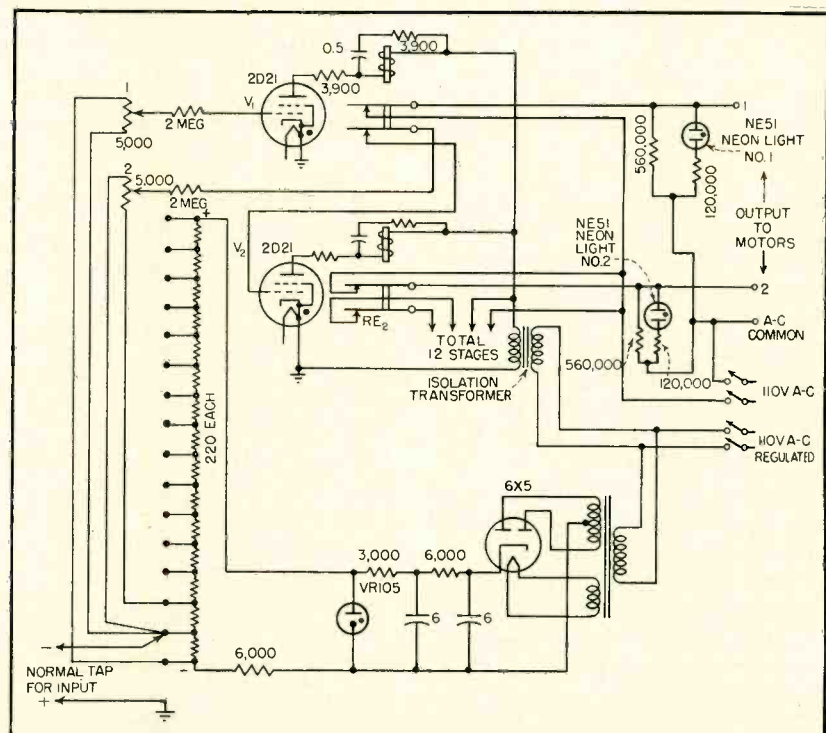 0.5
3,900
2D21
3,900
1
V1
2 MEG
5,000
1
NE51
NEON LIGHT
NO.1
560,000
120,000
2
5,000
2 MEG
OUTPUT
TO
MOTORS
+
V2
2D21
NE51
NEON
LIGHT
NO.2
2
RE2
TOTAL
12 STAGES
A-C
COMMON
ISOLATION
TRANSFORMER
560,000
120,000
110V A-C
110V A-C
REGULATED
220 EACH
6X5
3,000
6,000
VR105
6
6
6,000
-
-
NORMAL TAP
FOR INPUT
+